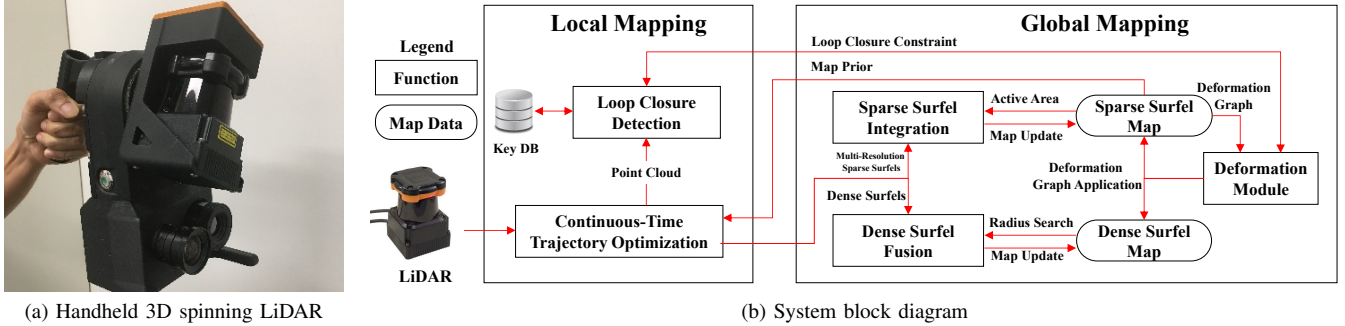 Local Mapping
Global Mapping
Legend
Function
Map Data
Loop Closure Constraint
Map Prior
Deformation
Graph
Key DB
Loop Closure
Detection
Sparse Surfel
Integration
Active Area
Map Update
Sparse Surfel
Map
Point Cloud
Multi-Resolution
Sparse Surfels
Deformation
Graph Application
Deformation
Module
Dense Surfels
LiDAR
Continuous-Time
Trajectory Optimization
Dense Surfel
Fusion
Radius Search
Map Update
Dense Surfel
Map
(a) Handheld 3D spinning LiDAR
(b) System block diagram